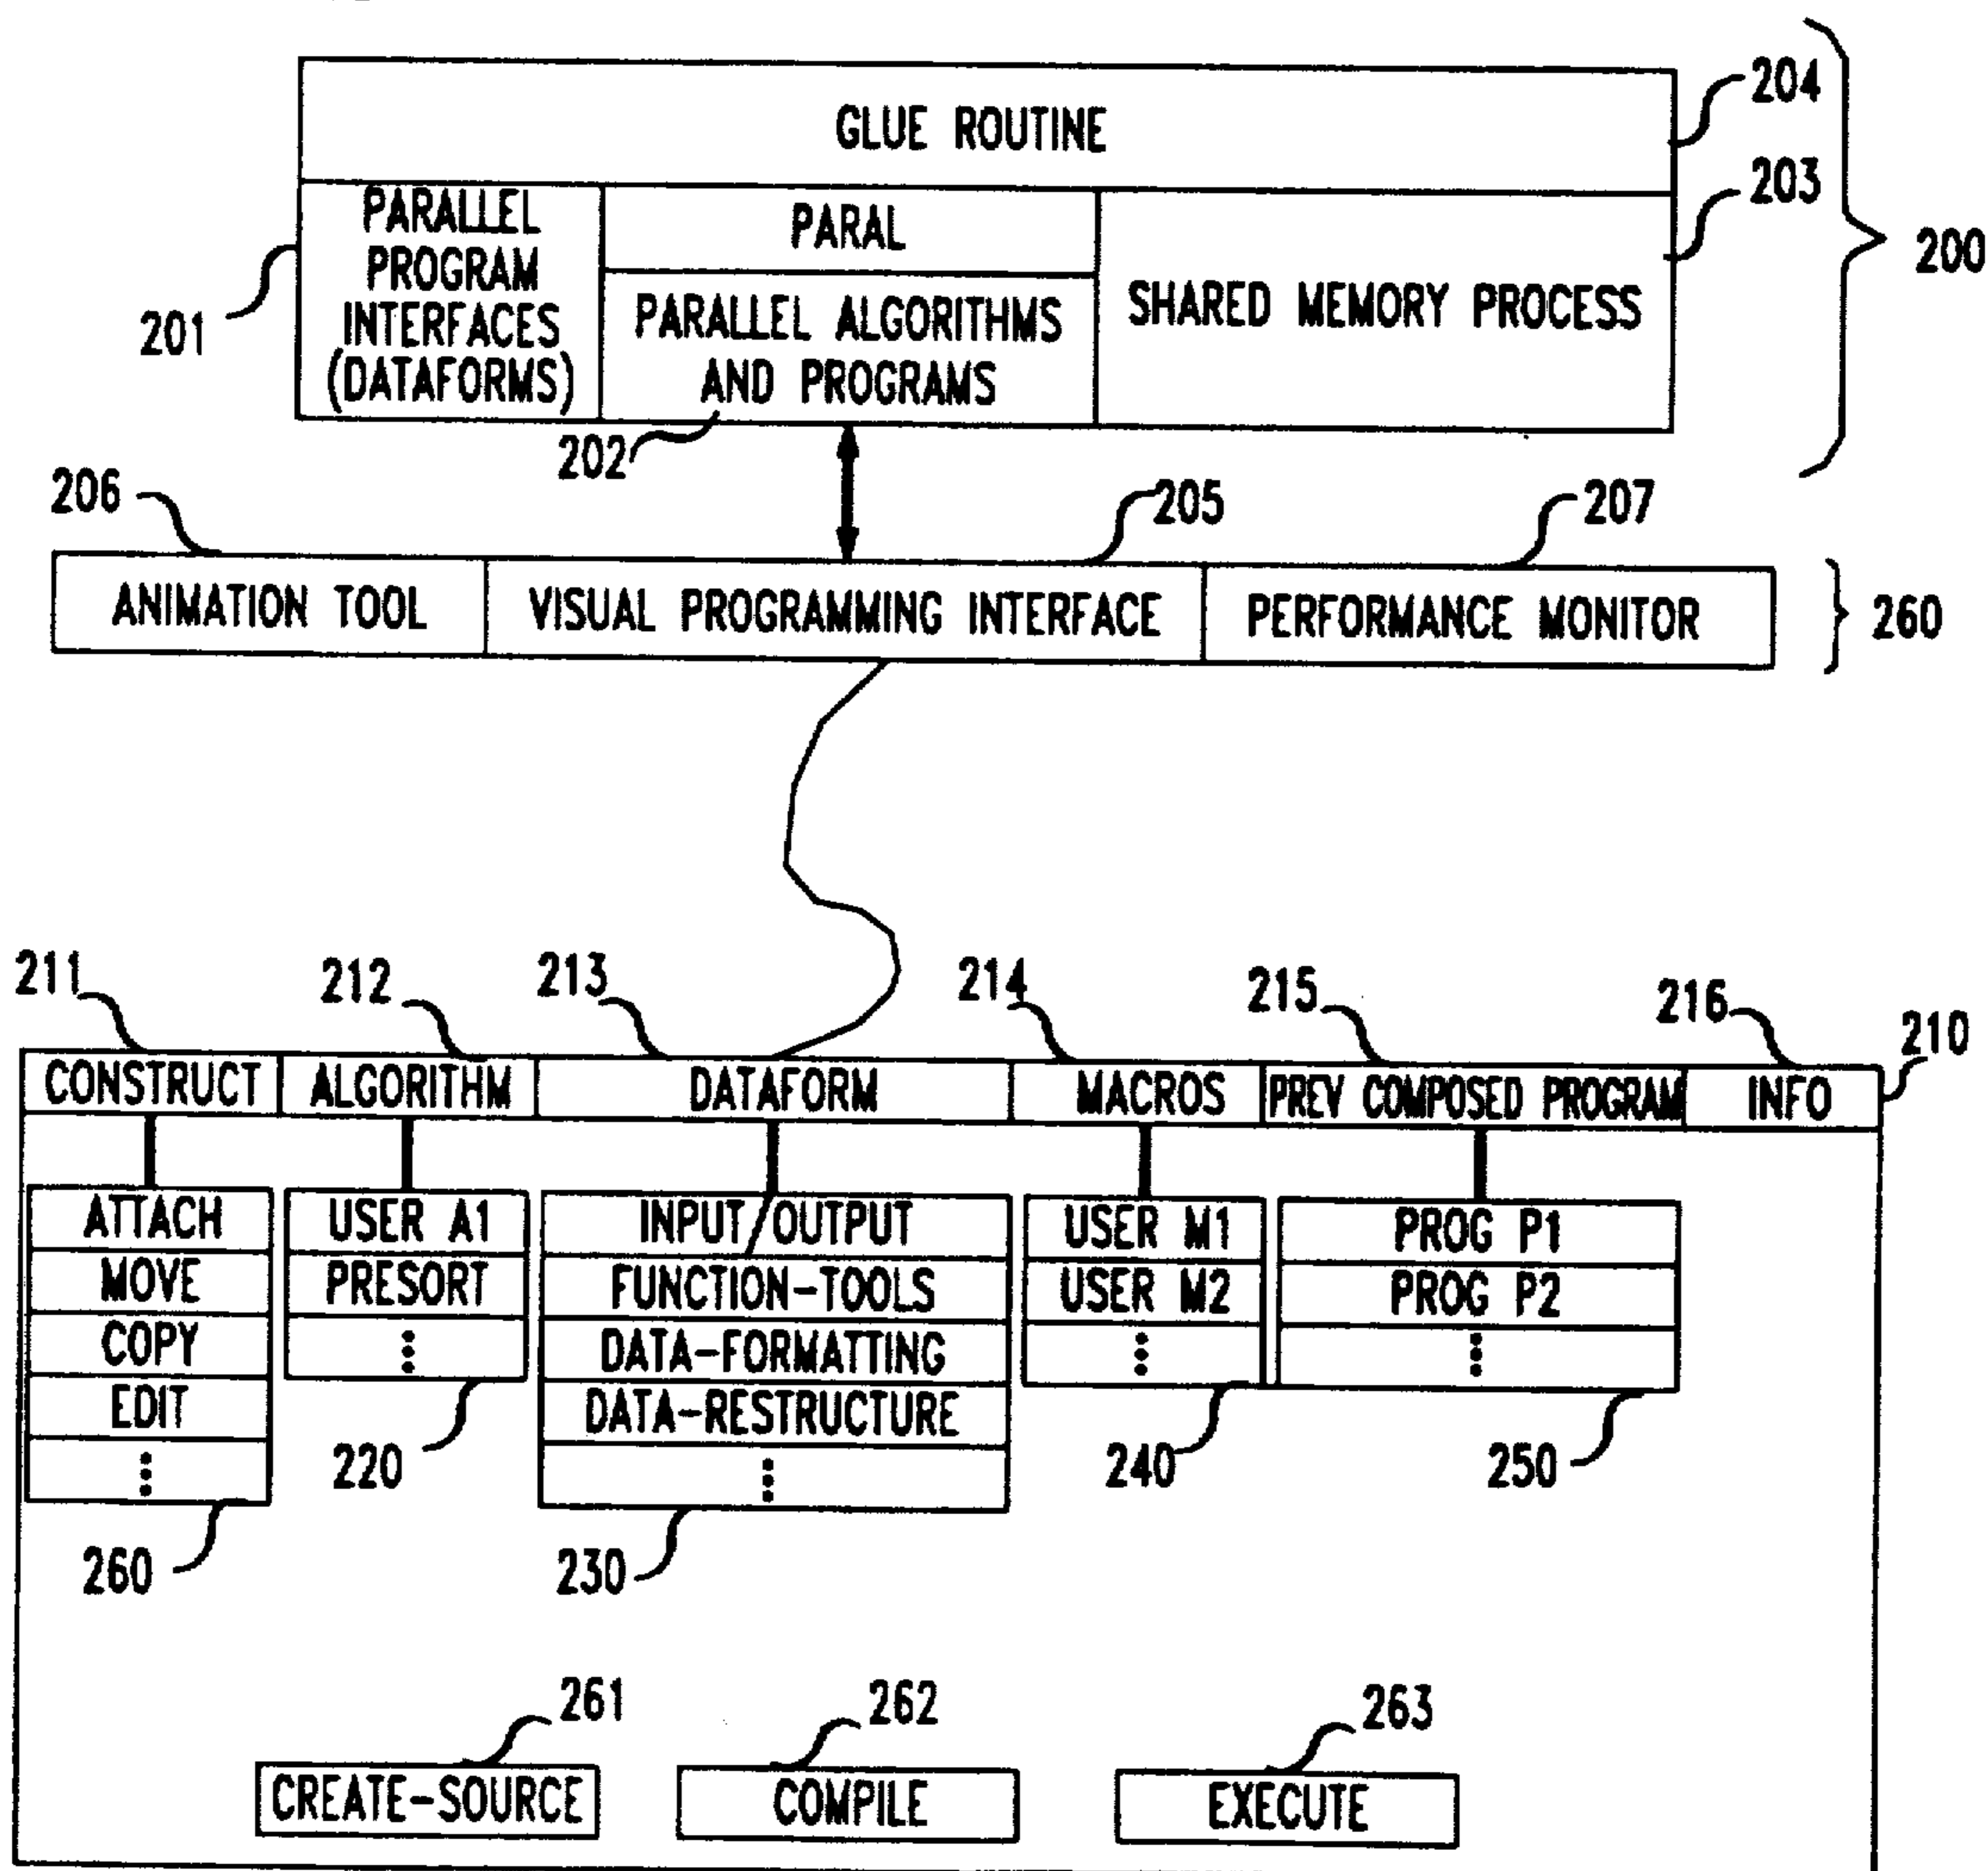 GLUE ROUTINE
204
203
200
PARALLEL
PROGRAM
INTERFACES
(DATAFORMS)
201
PARAL
PARALLEL ALGORITHMS
AND PROGRAMS
202
SHARED MEMORY PROCESS
206
205
207
ANIMATION TOOL
VISUAL PROGRAMMING INTERFACE
PERFORMANCE MONITOR
260
211
212
213
214
215
216
210
CONSTRUCT
ALGORITHM
DATAFORM
MACROS
PREV COMPOSED PROGRAM
INFO
ATTACH
MOVE
COPY
EDIT
⋮
260
USER A1
PRESORT
⋮
220
INPUT/OUTPUT
FUNCTION-TOOLS
DATA-FORMATTING
DATA-RESTRUCTURE
⋮
230
USER M1
USER M2
⋮
240
PROG P1
PROG P2
⋮
250
261
262
263
CREATE-SOURCE
COMPILE
EXECUTE